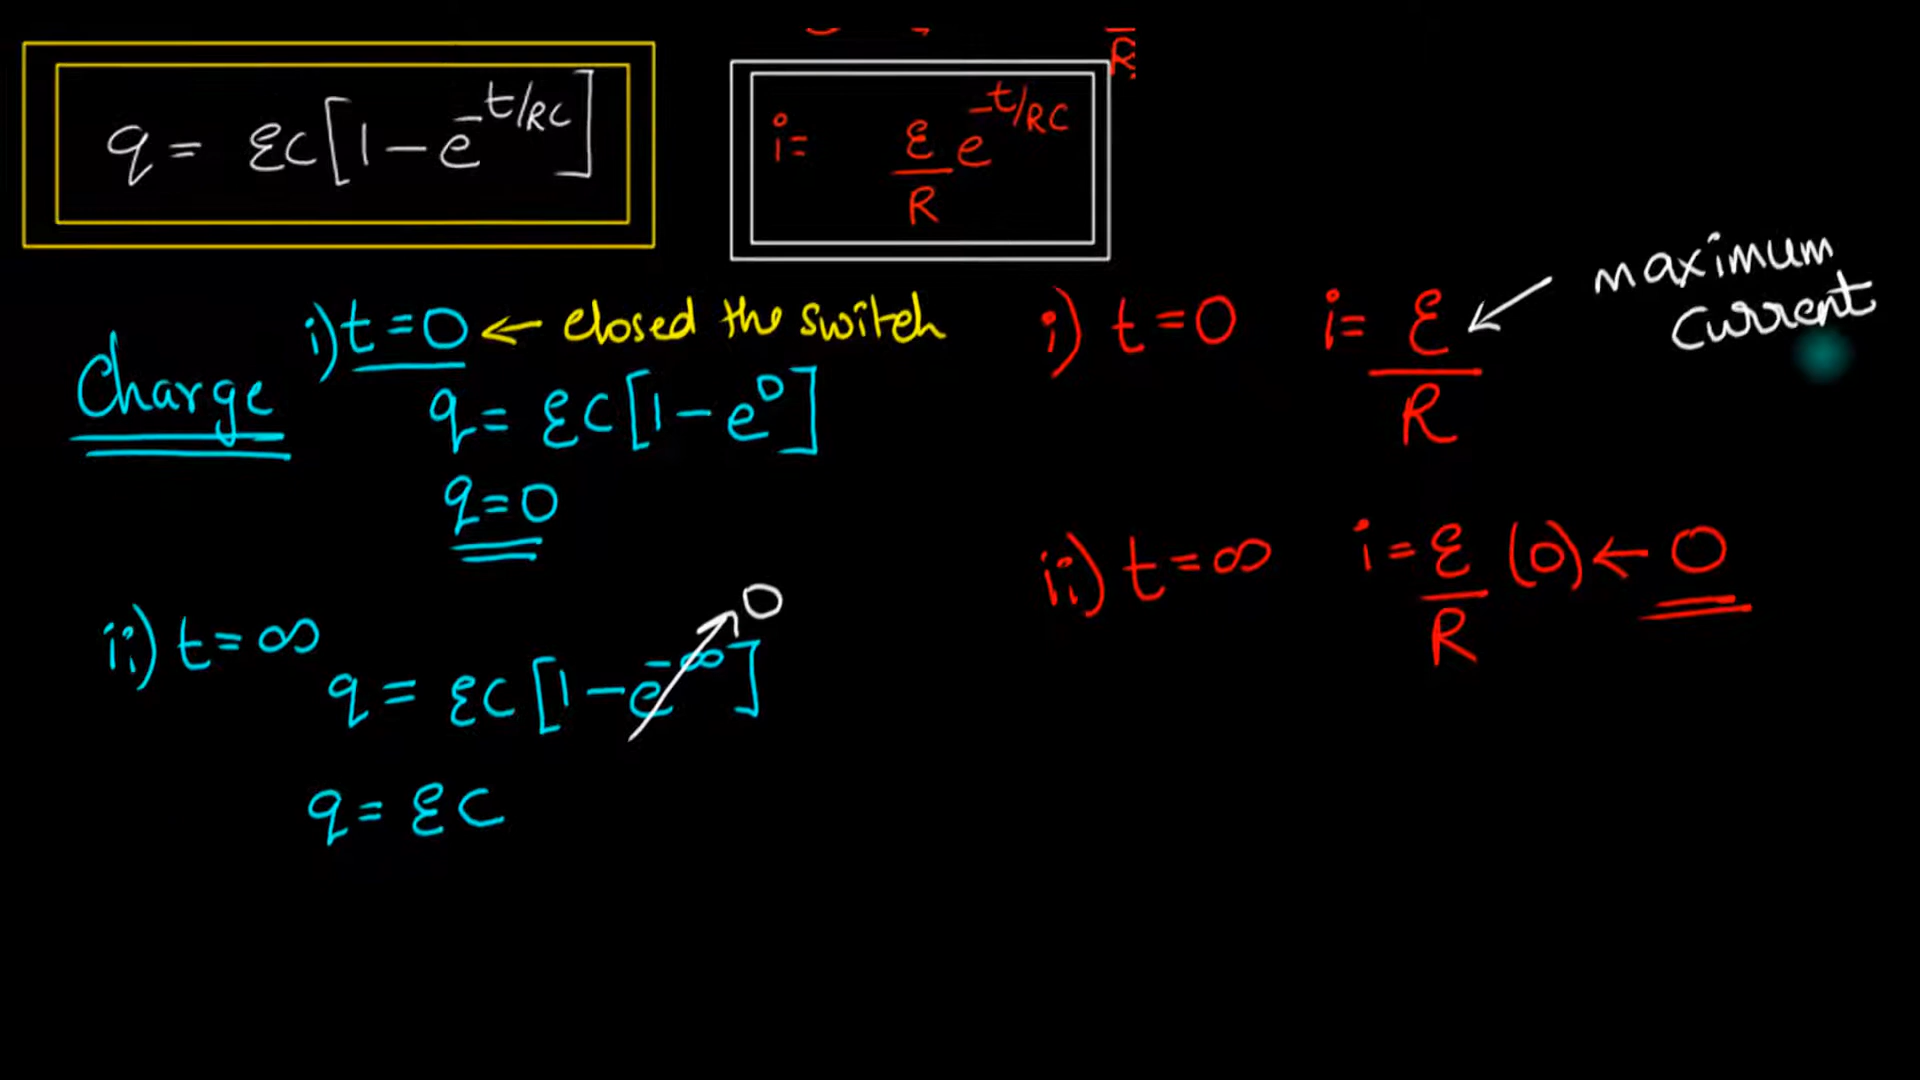 q = εC[1 - e^-t/RC]
i = ε/R e^-t/RC
R
Charge
i) t = 0 ← closed the switch
q = εC[1 - e^0]
q = 0
ii) t = ∞
q = εC[1 - e^-∞] 0
q = εC
i) t = 0 i = ε/R
maximum
current
ii) t = ∞ i = ε/R (0) ← 0